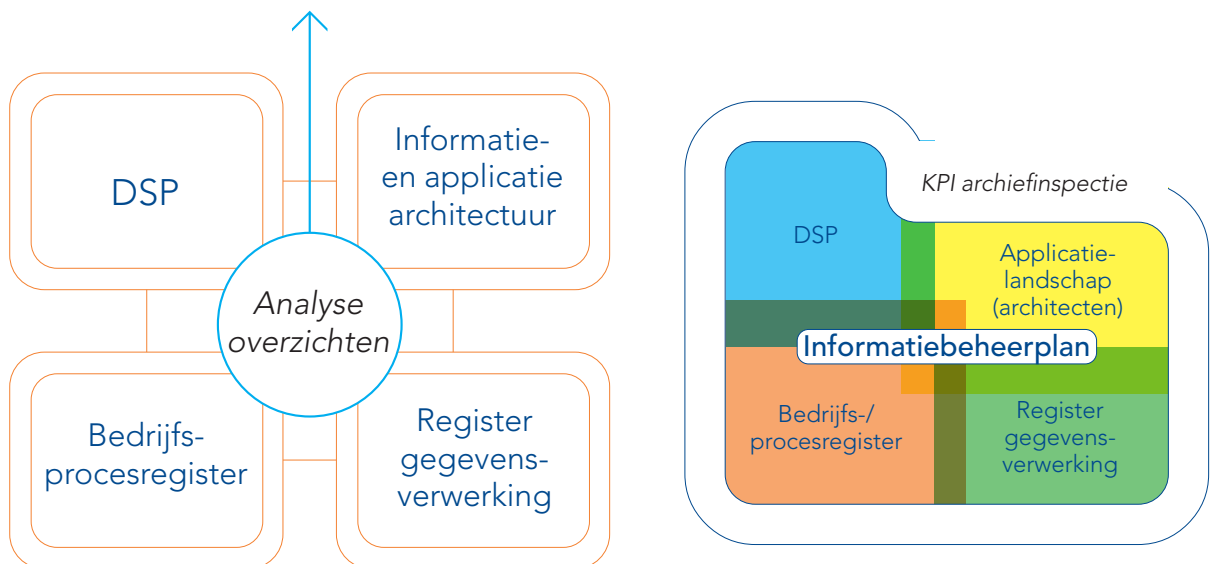 DSP
Informatie-
en applicatie
architectuur
Analyse
overzichten
Bedrijfs-
procesregister
Register
gegevens-
verwerking
KPI archiefinspectie
DSP
Applicatie-
landschap
(architecten)
Informatiebeheerplan
Bedrijfs-/
procesregister
Register
gegevens-
verwerking